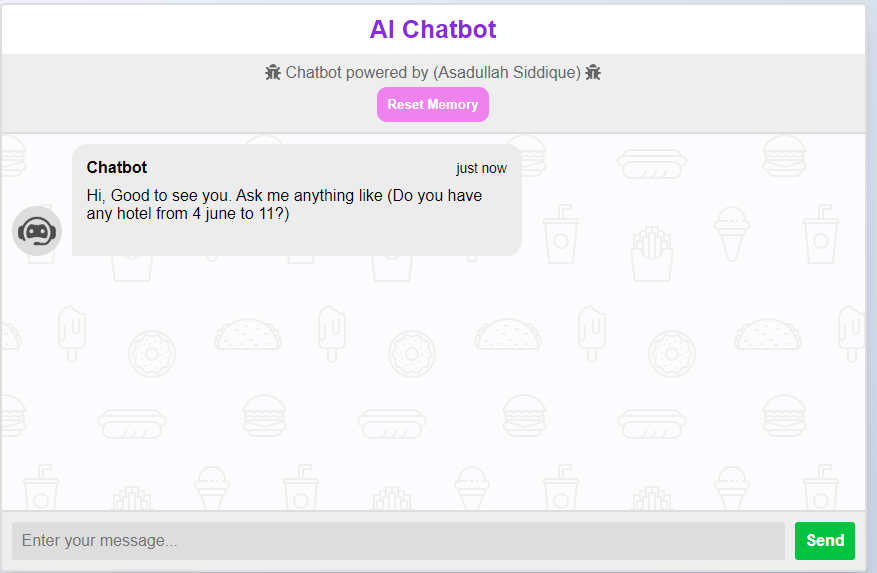 AI Chatbot
Chatbot powered by (Asadullah Siddique)
Reset Memory
Chatbot just now
Hi, Good to see you. Ask me anything like (Do you have
any hotel from 4 june to 11?)
Enter your message... Send